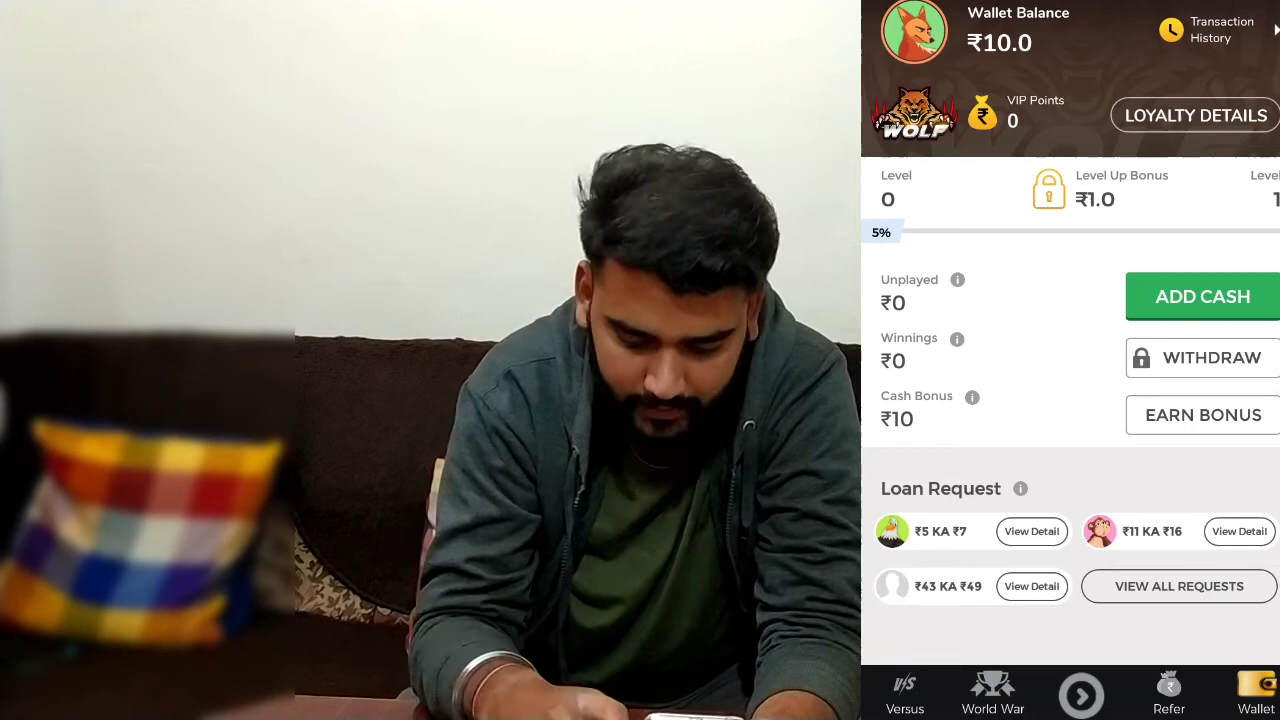 Wallet Balance
₹10.0
Transaction
History
WOLF
VIP Points
0
LOYALTY DETAILS
Level
0
Level Up Bonus
₹1.0
Level
1
5%
Unplayed
₹0
ADD CASH
Winnings
₹0
WITHDRAW
Cash Bonus
₹10
EARN BONUS
Loan Request
₹5 KA ₹7
View Detail
₹11 KA ₹16
View Detail
₹43 KA ₹49
View Detail
VIEW ALL REQUESTS
V/S
Versus
World War
Refer
Wallet